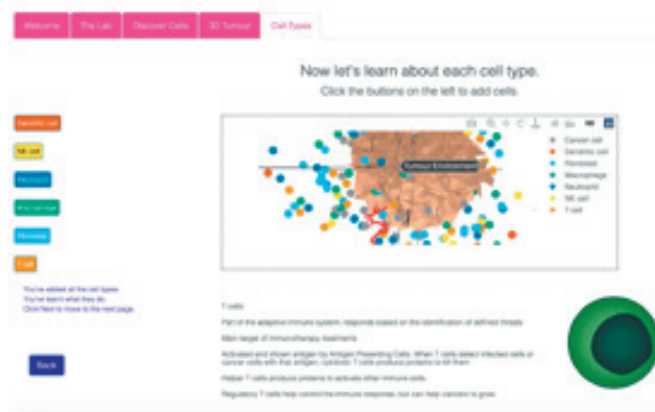 Welcome
The Lab
Discover Cells
3D Tumour
Cell Types
Now let's learn about each cell type.
Click the buttons on the left to add cells.
Dendritic cell
NK cell
Neutrophil
Macrophage
Fibroblast
T cell
You've added all the cell types
You've learnt what they do
Click Next to move to the next page
Back
Tumour Environment
Cancer cell
Dendritic cell
Fibroblast
Macrophage
Neutrophil
NK cell
T cell
T cells:
Part of the adaptive immune system: responds based on the identification of defined threats
Main target of immunotherapy treatments
Activated and shown antigen by Antigen Presenting Cells. When T cells detect infected cells or
cancer cells with that antigen, cytotoxic T cells produce proteins to kill them
Helper T cells produce proteins to activate other immune cells.
Regulatory T cells help control the immune response, but can help cancers to grow